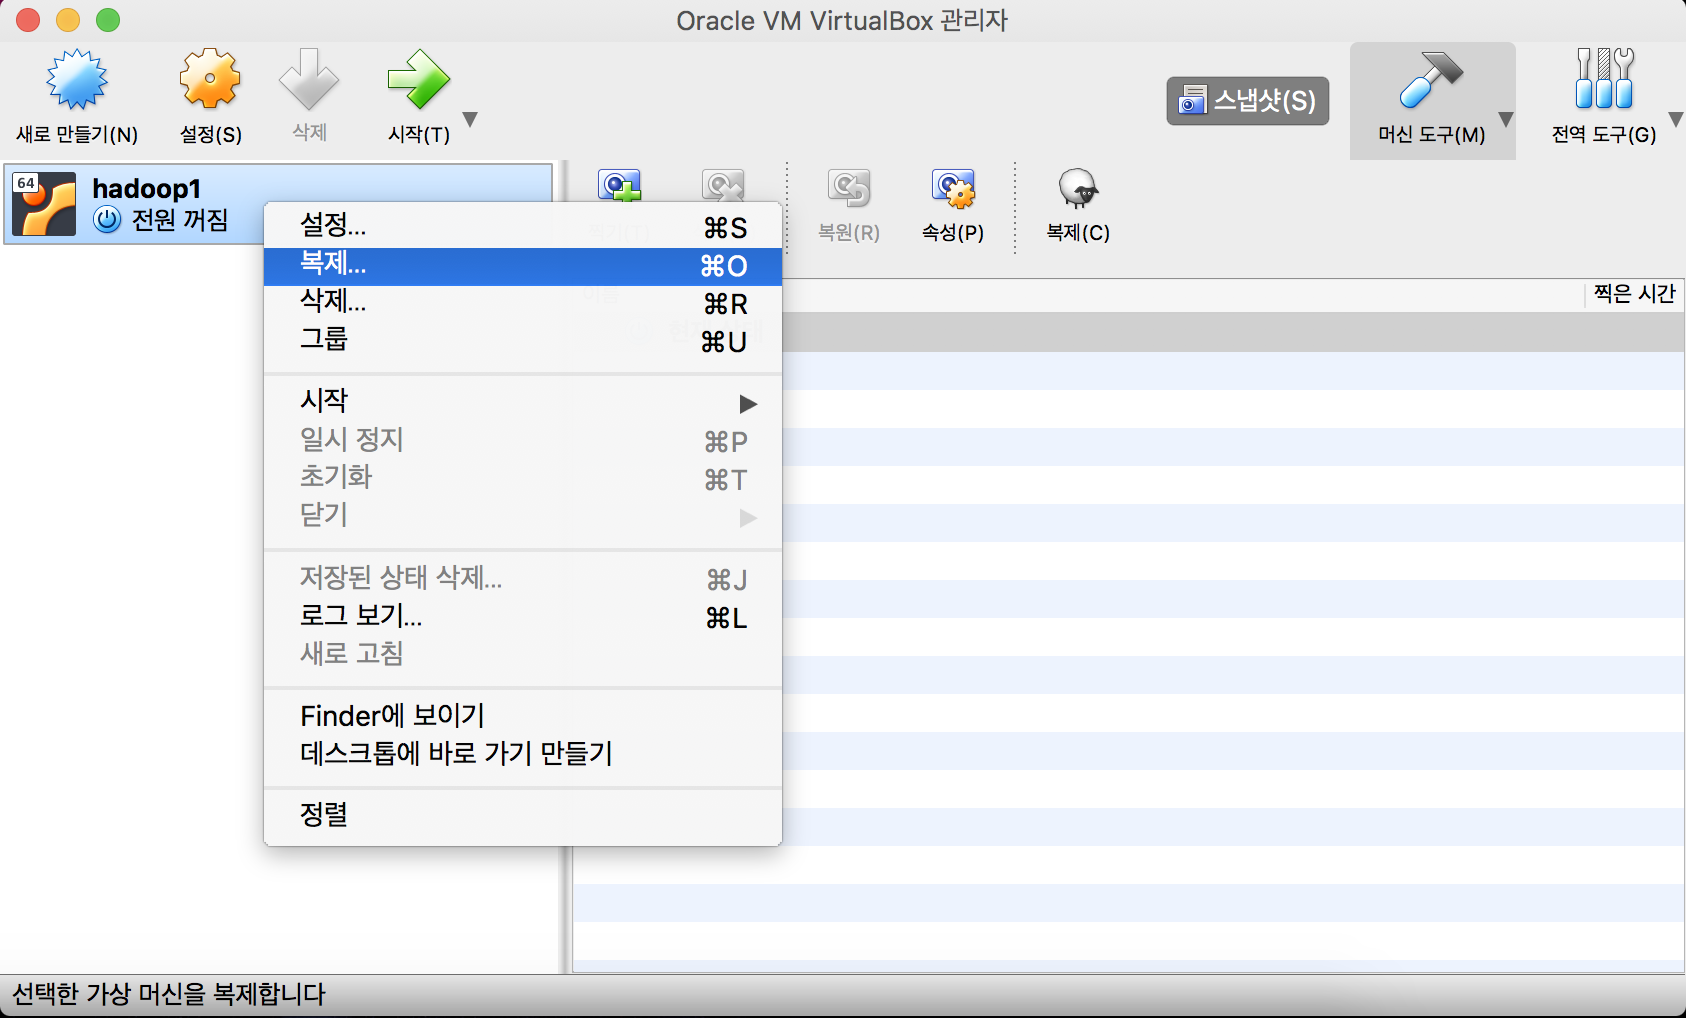 Oracle VM VirtualBox 관리자
새로 만들기(N)
설정(S)
삭제
시작(T)
스냅샷(S)
머신 도구(M)
전역 도구(G)
64
hadoop1
전원 꺼짐
복원(R)
속성(P)
복제(C)
찍은 시간
설정... ⌘S
복제... ⌘O
삭제... ⌘R
그룹 ⌘U
시작
일시 정지 ⌘P
초기화 ⌘T
닫기
저장된 상태 삭제... ⌘J
로그 보기... ⌘L
새로 고침
Finder에 보이기
데스크톱에 바로 가기 만들기
정렬
선택한 가상 머신을 복제합니다